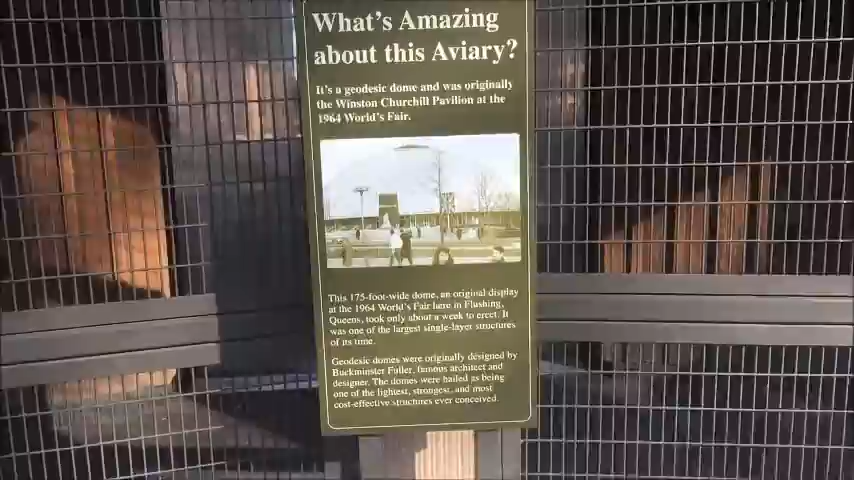 What's Amazing
about this Aviary?
It's a geodesic dome and was originally
the Winston Churchill Pavilion at the
1964 World's Fair.
This 175-foot-wide dome, an original display
at the 1964 World's Fair here in Flushing,
Queens, took only about a week to erect. It
was one of the largest single-layer structures
of its time.
Geodesic domes were originally designed by
Buckminster Fuller, famous architect and
designer. The domes were hailed as being
one of the lightest, strongest, and most
cost-effective structures ever conceived.